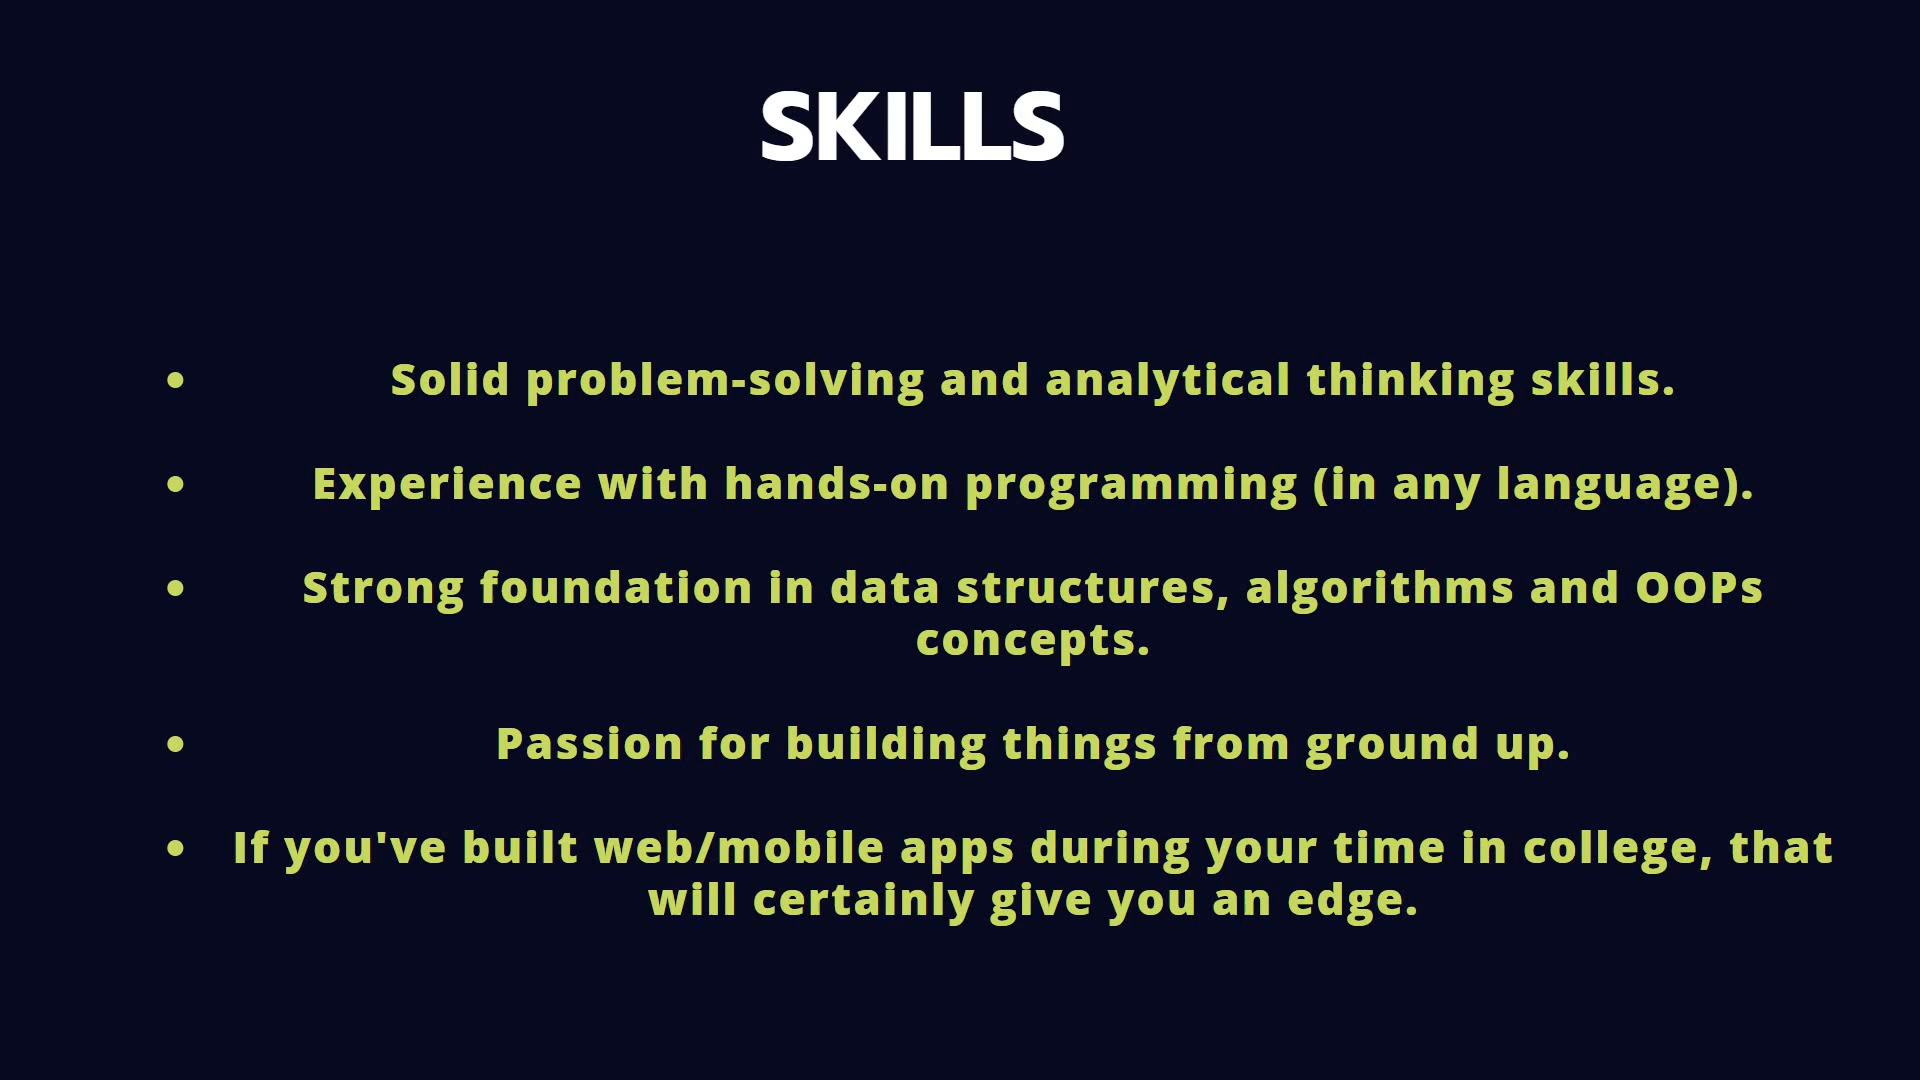 SKILLS
• Solid problem-solving and analytical thinking skills.
• Experience with hands-on programming (in any language).
• Strong foundation in data structures, algorithms and OOPs
concepts.
• Passion for building things from ground up.
• If you've built web/mobile apps during your time in college, that
will certainly give you an edge.